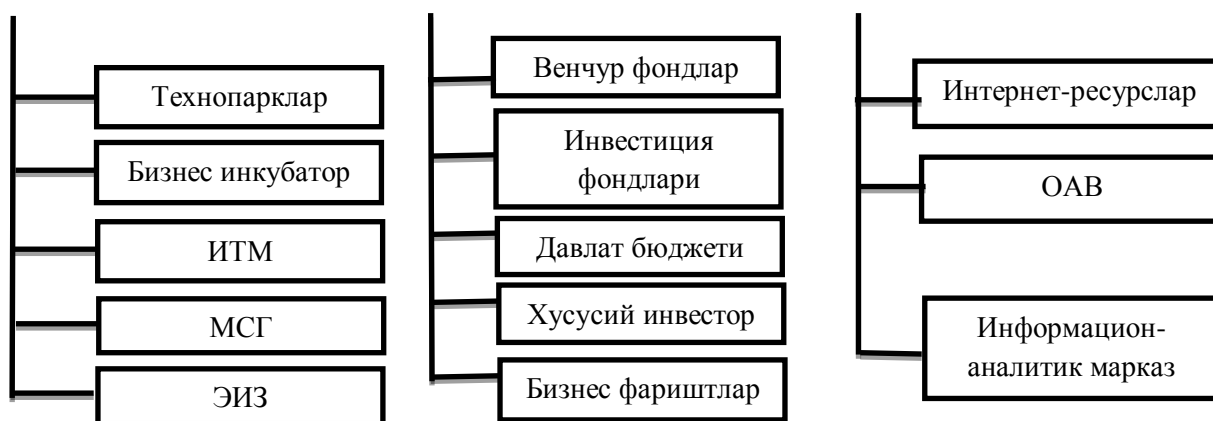 Технопарклар
Бизнес инкубатор
ИТМ
МСГ
ЭИЗ
Венчур фондлар
Инвестиция
фондлари
Давлат бюджети
Хусусий инвестор
Бизнес фариштлар
Интернет-ресурслар
ОАВ
Информацион-
аналитик марказ